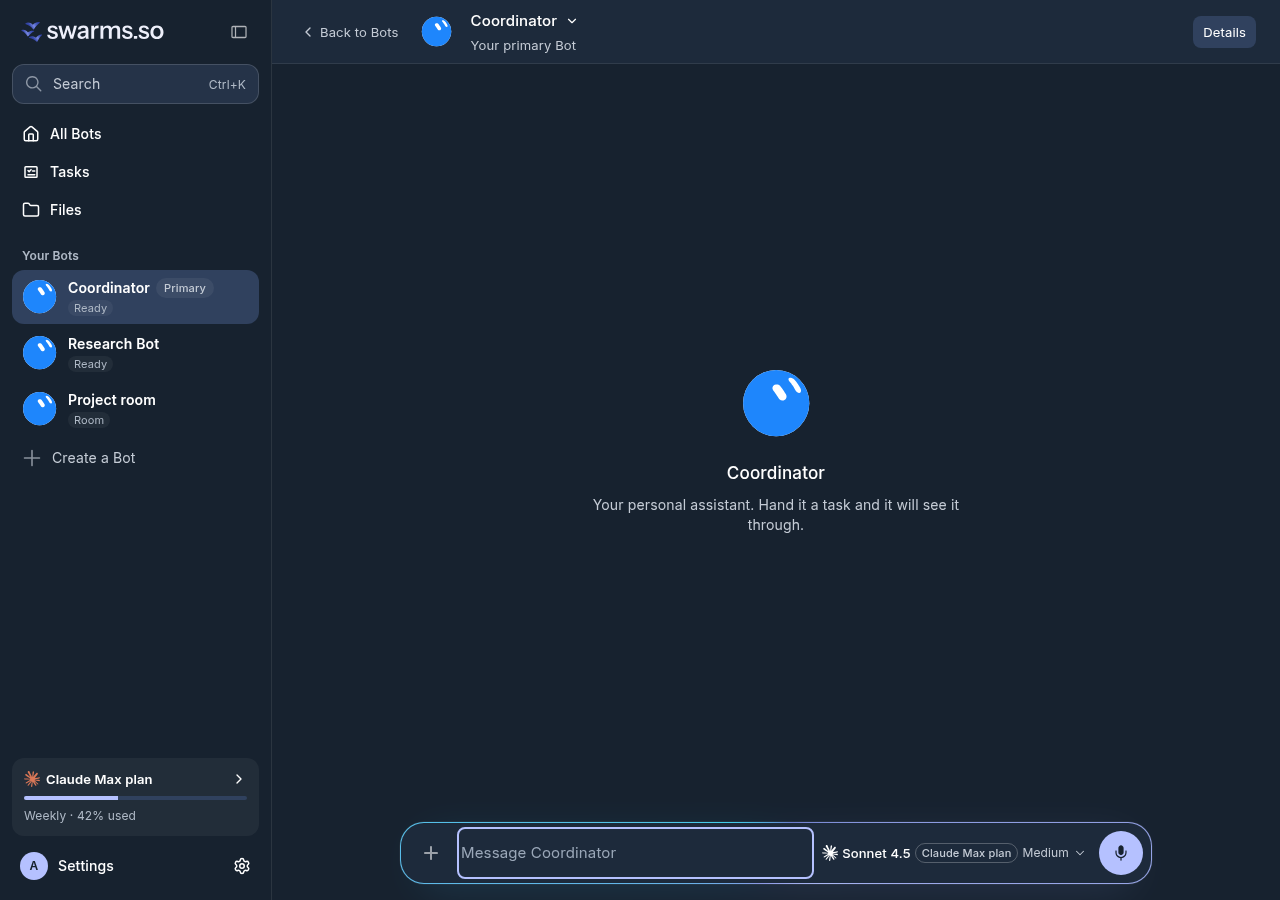 swarms.so
Search
Ctrl+K
All Bots
Tasks
Files
Your Bots
Coordinator
Primary
Ready
Research Bot
Ready
Project room
Room
Create a Bot
Claude Max plan
Weekly · 42% used
A
Settings
Back to Bots
Coordinator
Your primary Bot
Details
Coordinator
Your personal assistant. Hand it a task and it will see it
through.
Message Coordinator
Sonnet 4.5
Claude Max plan
Medium